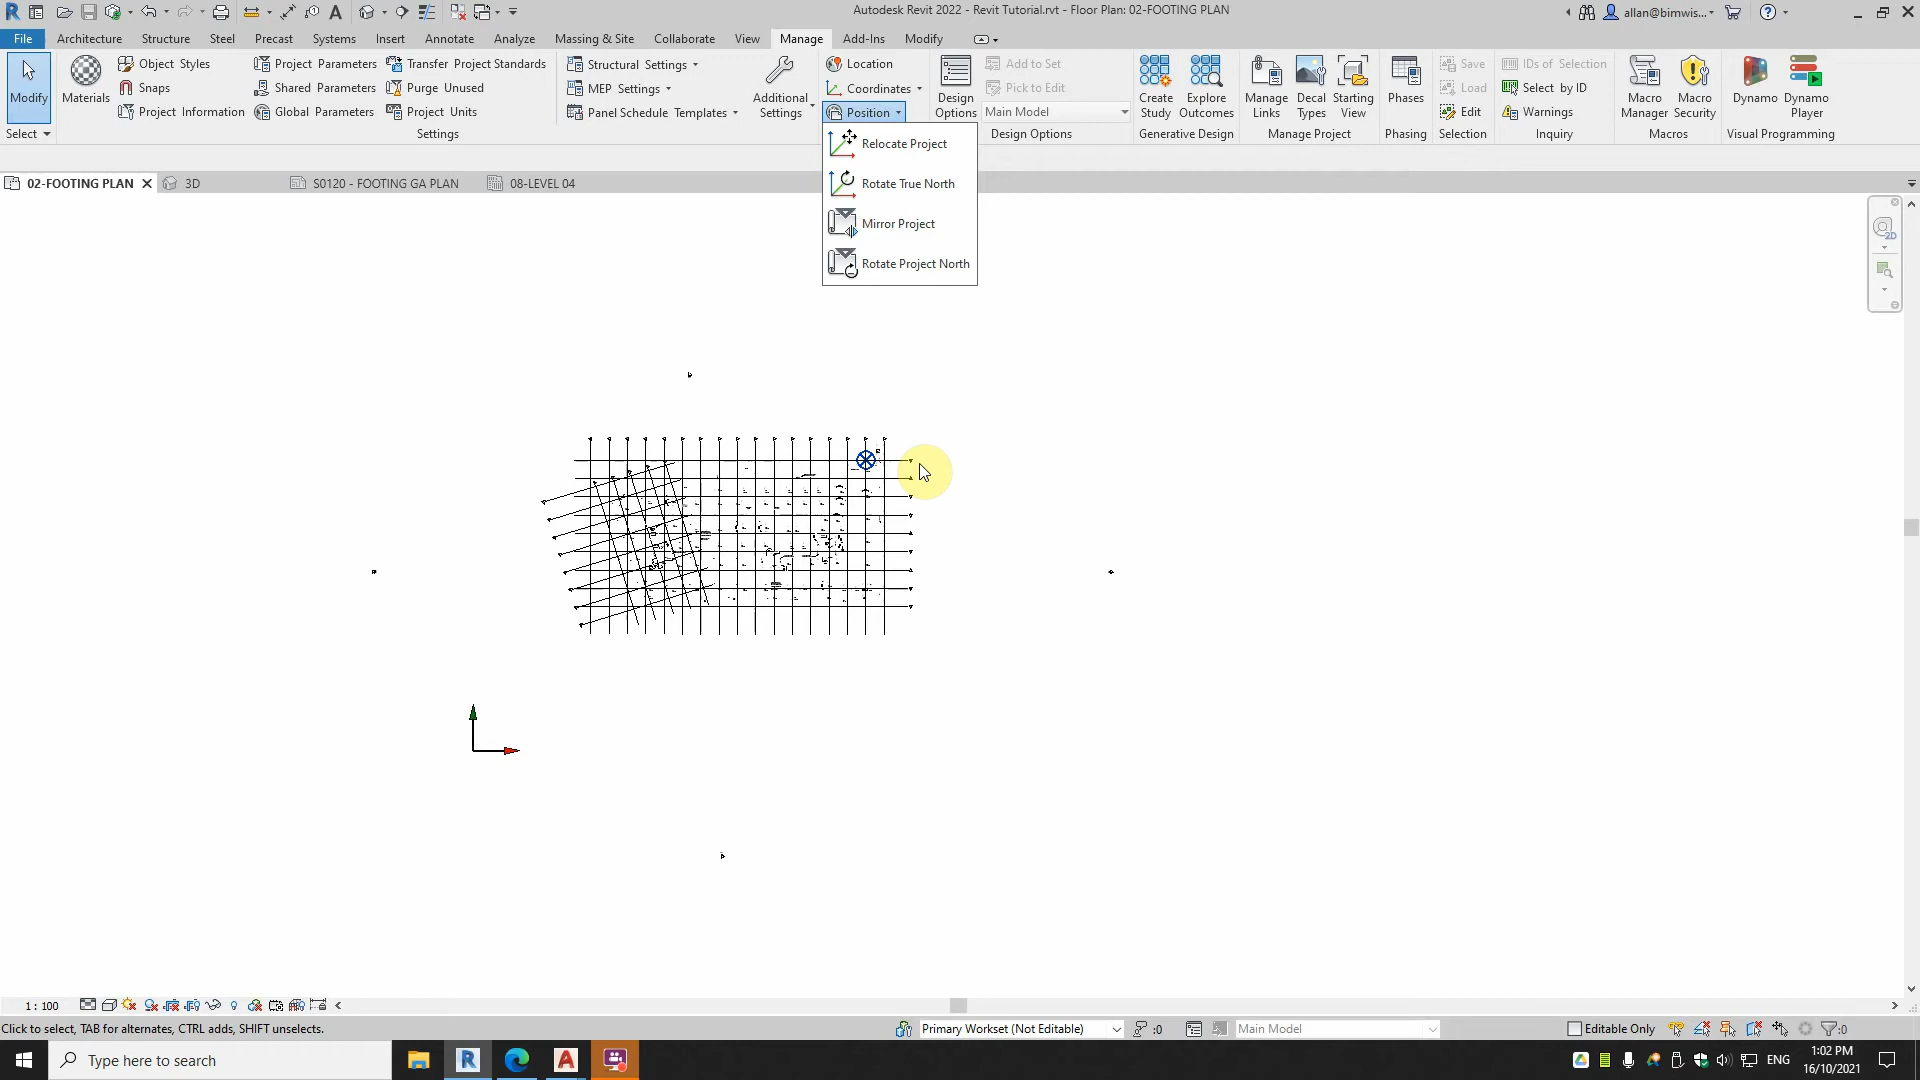 Autodesk Revit 2022 - Revit Tutorial.rvt - Floor Plan: 02-FOOTING PLAN
allan@bimwis...
File Architecture Structure Steel Precast Systems Insert Annotate Analyze Massing & Site Collaborate View Manage Add-Ins Modify
Modify
Select
Materials
Object Styles
Snaps
Project Information
Project Parameters
Shared Parameters
Global Parameters
Transfer Project Standards
Purge Unused
Project Units
Settings
Structural Settings
MEP Settings
Panel Schedule Templates
Additional
Settings
Location
Coordinates
Position
Relocate Project
Rotate True North
Mirror Project
Rotate Project North
Design
Options
Add to Set
Pick to Edit
Main Model
Design Options
Create
Study
Explore
Outcomes
Generative Design
Manage
Links
Decal
Types
Starting
View
Manage Project
Phases
Phasing
Save
Load
Edit
Selection
IDs of Selection
Select by ID
Warnings
Inquiry
Macro
Manager
Macro
Security
Macros
Dynamo
Dynamo
Player
Visual Programming
02-FOOTING PLAN
3D
S0120 - FOOTING GA PLAN
08-LEVEL 04
2D
1 : 100
Click to select, TAB for alternates, CTRL adds, SHIFT unselects.
Primary Workset (Not Editable)
:0
Main Model
Editable Only
:0
Type here to search
ENG
1:02 PM
16/10/2021